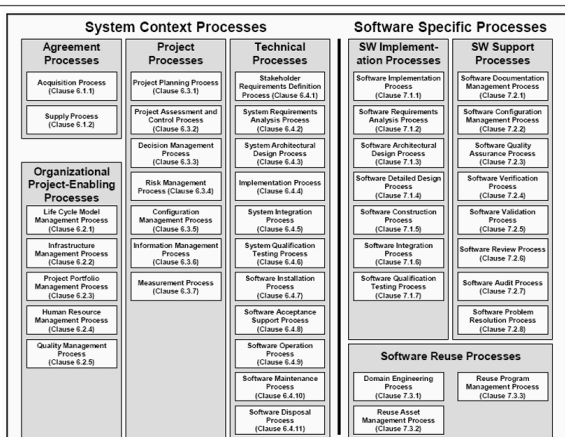 System Context Processes
Software Specific Processes
Agreement
Processes
Acquisition Process
(Clause 6.1.1)
Supply Process
(Clause 6.1.2)
Organizational
Project-Enabling
Processes
Life Cycle Model
Management Process
(Clause 6.2.1)
Infrastructure
Management Process
(Clause 6.2.2)
Project Portfolio
Management Process
(Clause 6.2.3)
Human Resource
Management Process
(Clause 6.2.4)
Quality Management
Process
(Clause 6.2.5)
Project
Processes
Project Planning Process
(Clause 6.3.1)
Project Assessment and
Control Process
(Clause 6.3.2)
Decision Management
Process
(Clause 6.3.3)
Risk Management
Process (Clause 6.3.4)
Configuration
Management Process
(Clause 6.3.5)
Information Management
Process
(Clause 6.3.6)
Measurement Process
(Clause 6.3.7)
Technical
Processes
Stakeholder
Requirements Definition
Process (Clause 6.4.1)
System Requirements
Analysis Process
(Clause 6.4.2)
System Architectural
Design Process
(Clause 6.4.3)
Implementation Process
(Clause 6.4.4)
System Integration
Process
(Clause 6.4.5)
System Qualification
Testing Process
(Clause 6.4.6)
Software Installation
Process
(Clause 6.4.7)
Software Acceptance
Support Process
(Clause 6.4.8)
Software Operation
Process
(Clause 6.4.9)
Software Maintenance
Process
(Clause 6.4.10)
Software Disposal
Process
(Clause 6.4.11)
SW Implement-
ation Processes
Software Implementation
Process
(Clause 7.1.1)
Software Requirements
Analysis Process
(Clause 7.1.2)
Software Architectural
Design Process
(Clause 7.1.3)
Software Detailed Design
Process
(Clause 7.1.4)
Software Construction
Process
(Clause 7.1.5)
Software Integration
Process
(Clause 7.1.6)
Software Qualification
Testing Process
(Clause 7.1.7)
SW Support
Processes
Software Documentation
Management Process
(Clause 7.2.1)
Software Configuration
Management Process
(Clause 7.2.2)
Software Quality
Assurance Process
(Clause 7.2.3)
Software Verification
Process
(Clause 7.2.4)
Software Validation
Process
(Clause 7.2.5)
Software Review Process
(Clause 7.2.6)
Software Audit Process
(Clause 7.2.7)
Software Problem
Resolution Process
(Clause 7.2.8)
Software Reuse Processes
Domain Engineering
Process
(Clause 7.3.1)
Reuse Asset
Management Process
(Clause 7.3.2)
Reuse Program
Management Process
(Clause 7.3.3)